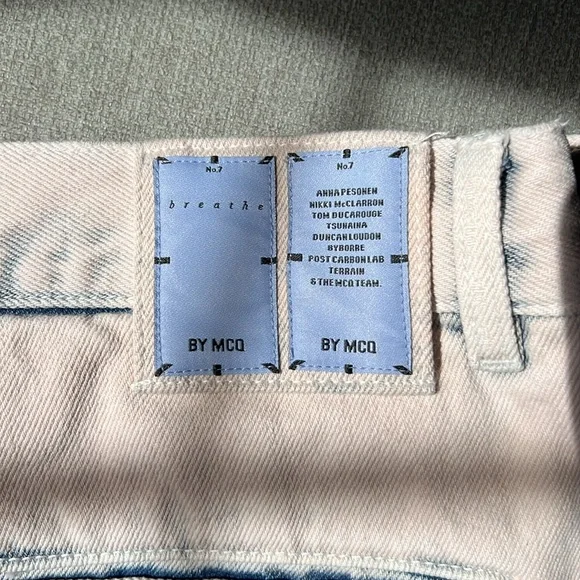 No.7
breathe
BY MCQ
No.7
ANNA PESONEN
NIKKI McCLARRON
TOM DUCAROUGE
TSUNAINA
DUNCAN LOUDON
BYBORRE
POST CARBON LAB
TERRAIN
& THE MCQ TEAM.
BY MCQ